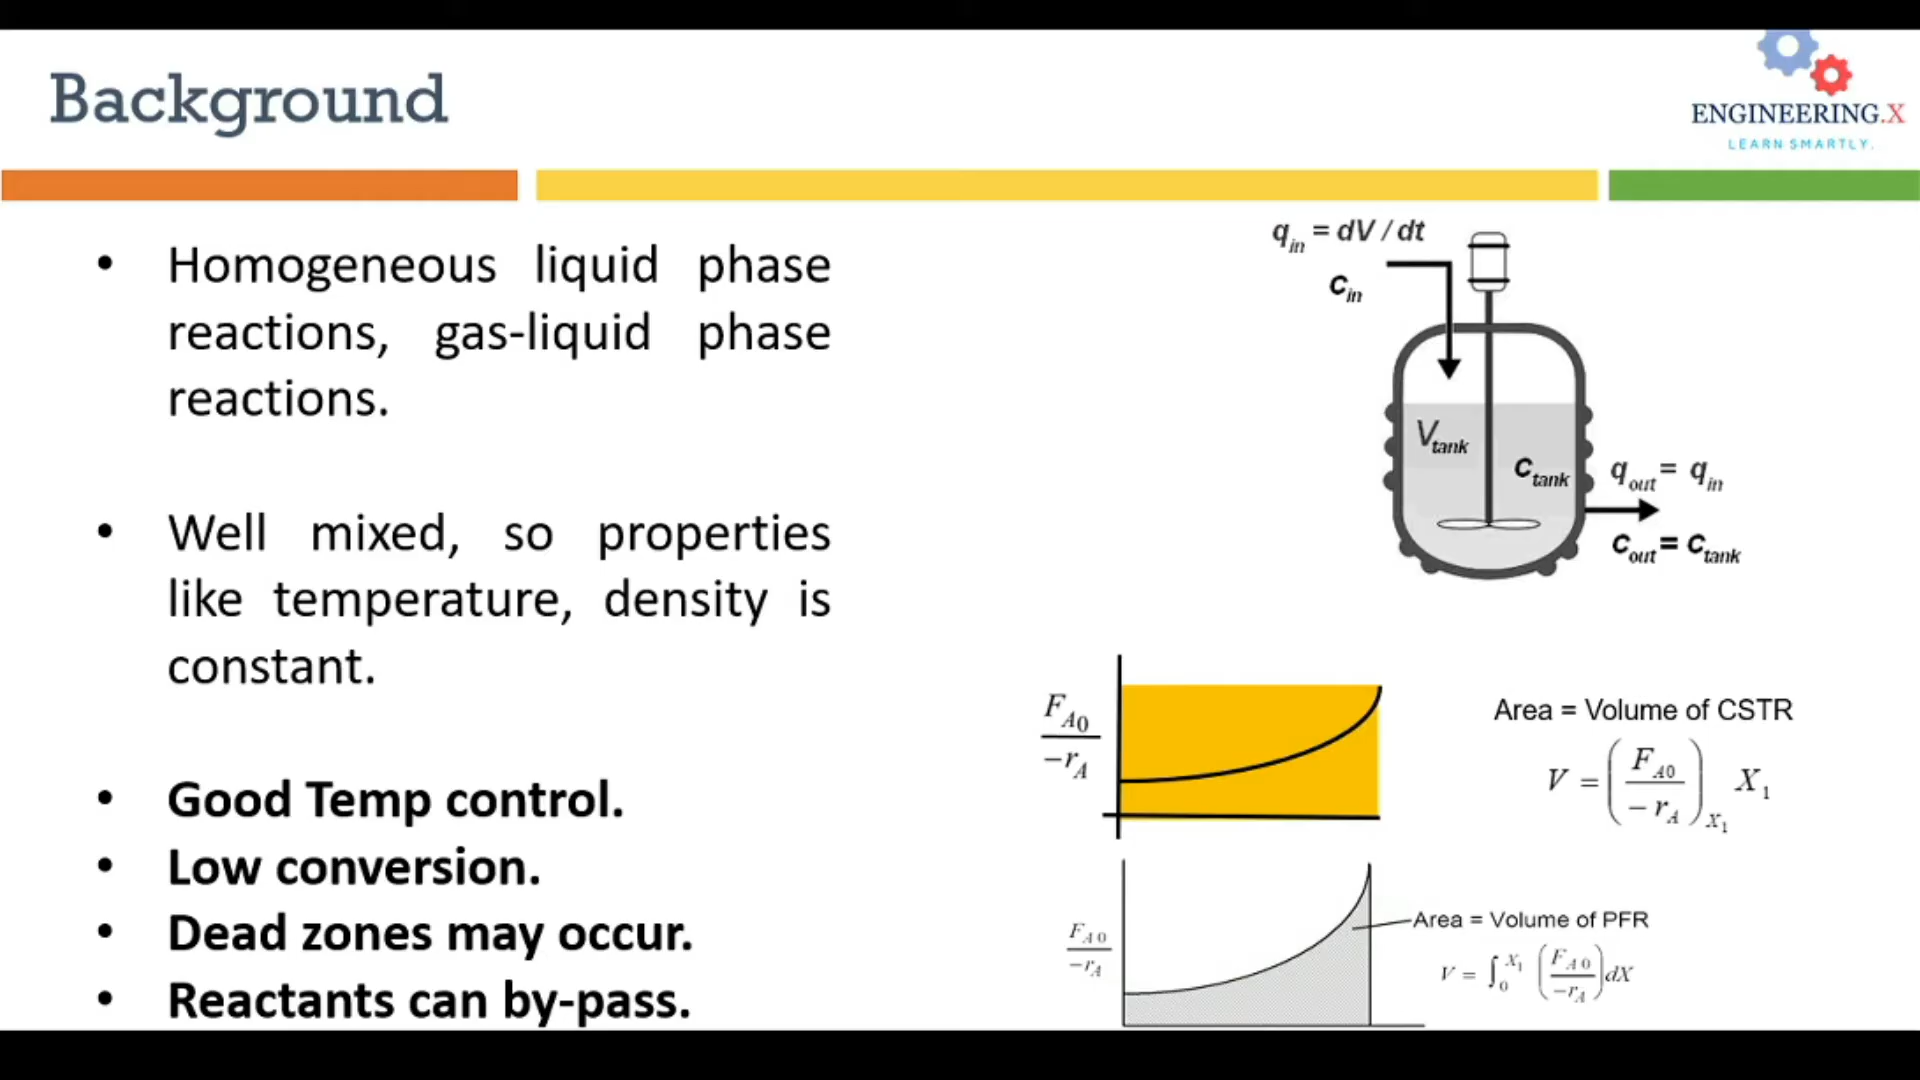 Background
ENGINEERING.X
LEARN SMARTLY.
• Homogeneous liquid phase
reactions, gas-liquid phase
reactions.
• Well mixed, so properties
like temperature, density is
constant.
• Good Temp control.
• Low conversion.
• Dead zones may occur.
• Reactants can by-pass.
q_in = dV / dt
c_in
V_tank
c_tank
q_out = q_in
c_out = c_tank
F_A0
−r_A
Area = Volume of CSTR
V = (F_A0 / −r_A)_X1 X_1
F_A0
−r_A
Area = Volume of PFR
V = ∫_0^X1 (F_A0 / −r_A) dX